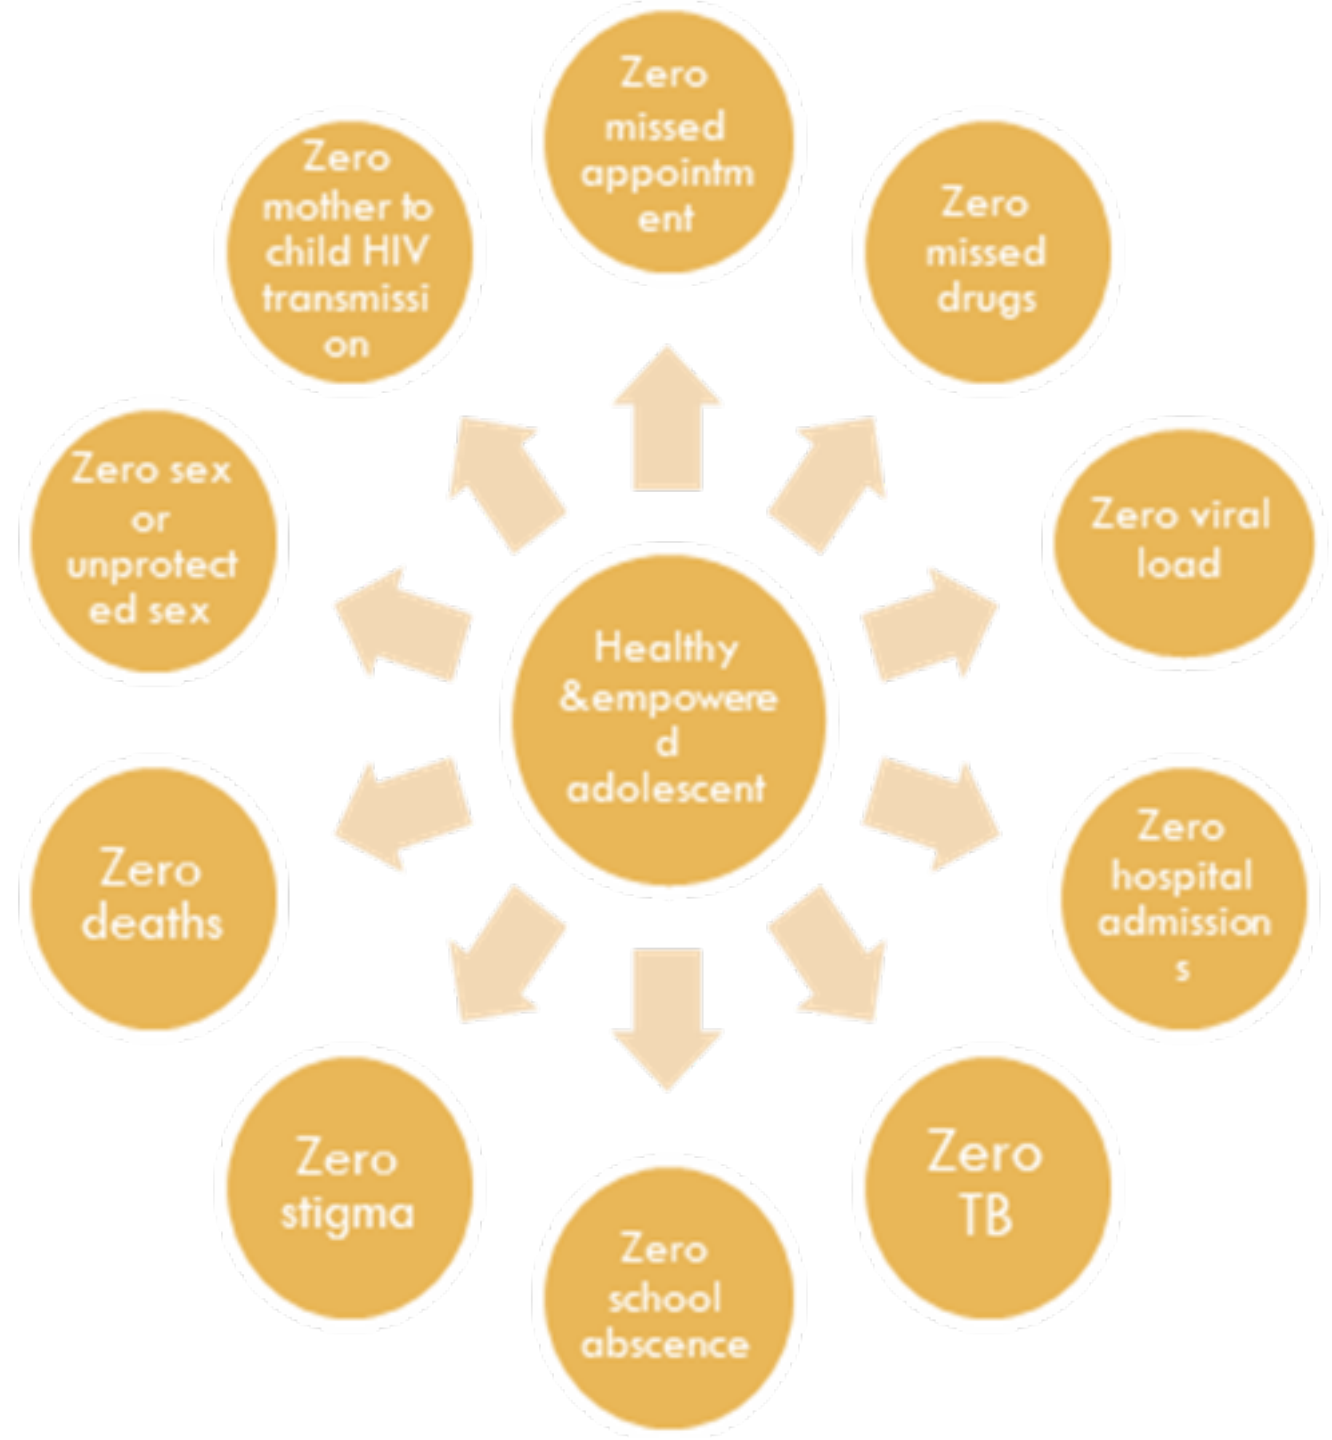 Zero
missed
appointm
ent
Zero
missed
drugs
Zero viral
load
Zero
hospital
admission
s
Zero
TB
Zero
school
abscence
Zero
stigma
Zero
deaths
Zero sex
or
unprotect
ed sex
Zero
mother to
child HIV
transmissi
on
Healthy
&empowere
d
adolescent